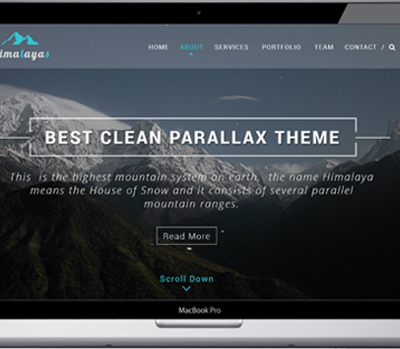 imalayas
HOME ABOUT SERVICES PORTFOLIO TEAM CONTACT /
BEST CLEAN PARALLAX THEME
This is the highest mountain system on earth, the name Himalaya
means the House of Snow and it consists of several parallel
mountain ranges.
Read More
Scroll Down
MacBook Pro